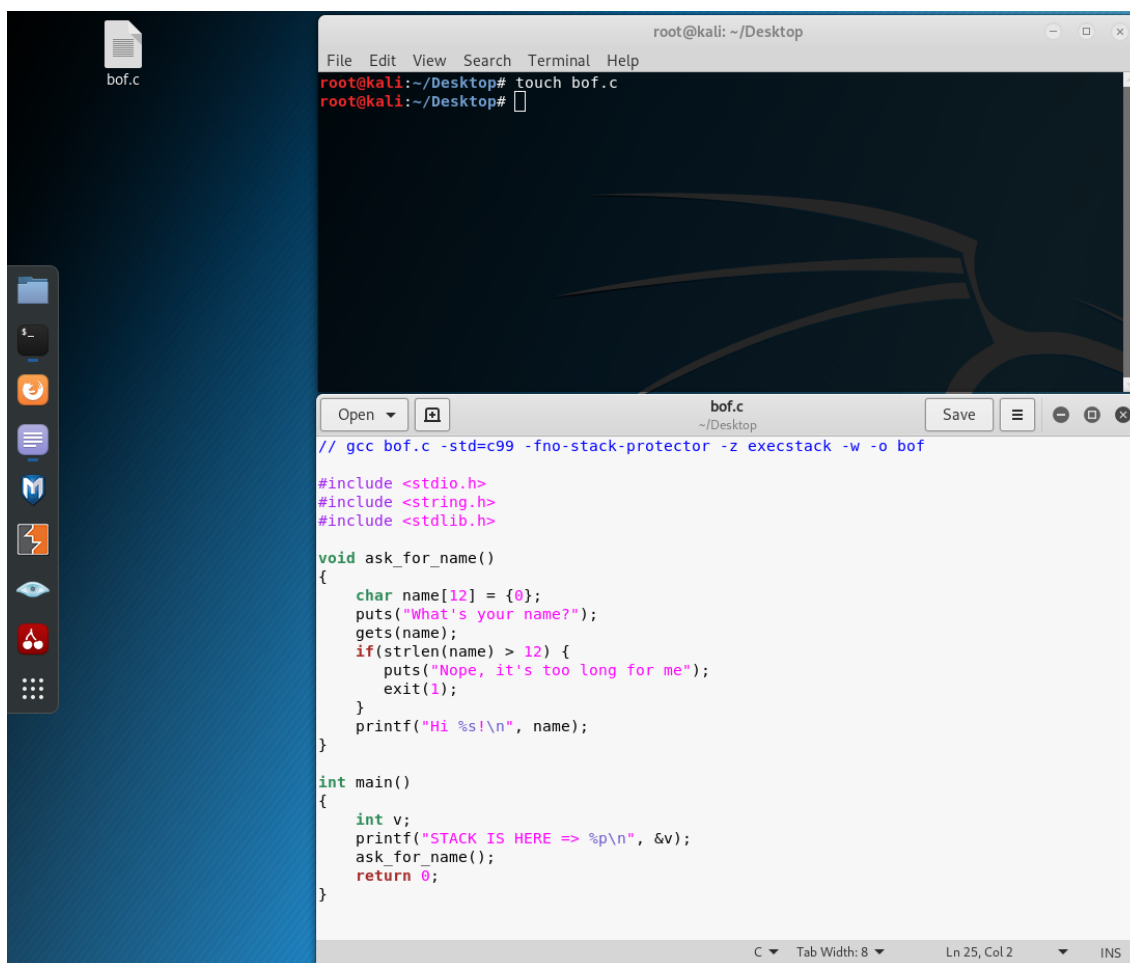 bof.c
root@kali: ~/Desktop
File Edit View Search Terminal Help
root@kali:~/Desktop# touch bof.c
root@kali:~/Desktop#
Open
bof.c
~/Desktop
Save
// gcc bof.c -std=c99 -fno-stack-protector -z execstack -w -o bof
#include <stdio.h>
#include <string.h>
#include <stdlib.h>
void ask_for_name()
{
    char name[12] = {0};
    puts("What's your name?");
    gets(name);
    if(strlen(name) > 12) {
       puts("Nope, it's too long for me");
       exit(1);
    }
    printf("Hi %s!\n", name);
}
int main()
{
    int v;
    printf("STACK IS HERE => %p\n", &v);
    ask_for_name();
    return 0;
}
C Tab Width: 8 Ln 25, Col 2 INS